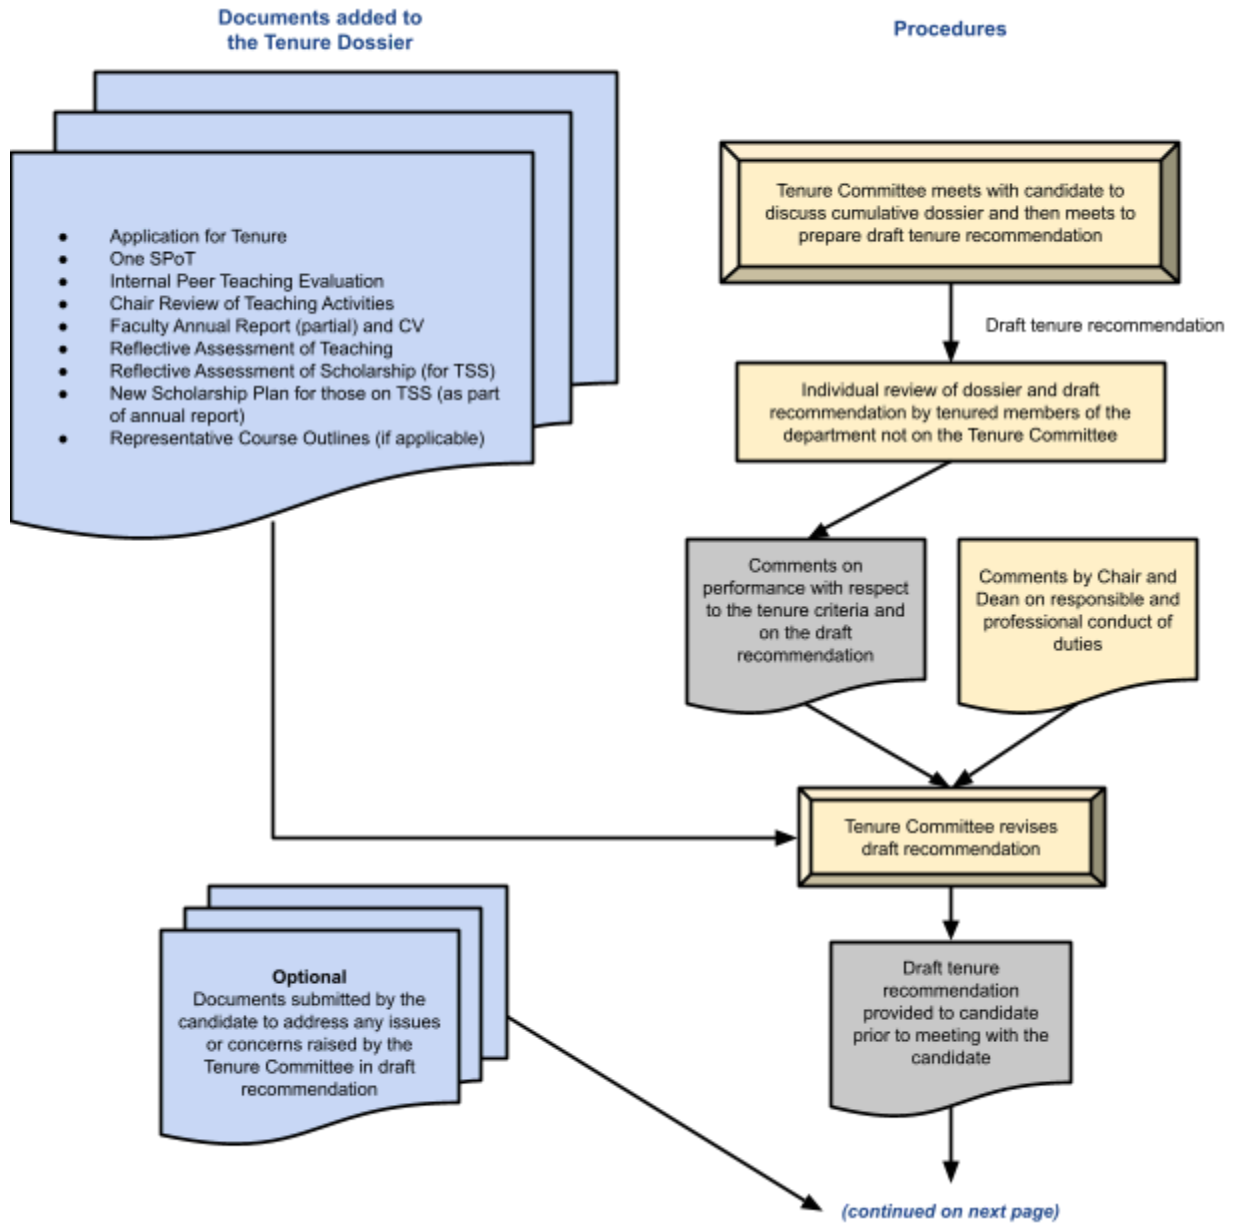 Documents added to
the Tenure Dossier
Procedures
● Application for Tenure
● One SPoT
● Internal Peer Teaching Evaluation
● Chair Review of Teaching Activities
● Faculty Annual Report (partial) and CV
● Reflective Assessment of Teaching
● Reflective Assessment of Scholarship (for TSS)
● New Scholarship Plan for those on TSS (as part
of annual report)
● Representative Course Outlines (if applicable)
Tenure Committee meets with candidate to
discuss cumulative dossier and then meets to
prepare draft tenure recommendation
Draft tenure recommendation
Individual review of dossier and draft
recommendation by tenured members of the
department not on the Tenure Committee
Comments on
performance with respect
to the tenure criteria and
on the draft
recommendation
Comments by Chair and
Dean on responsible and
professional conduct of
duties
Tenure Committee revises
draft recommendation
Optional
Documents submitted by the
candidate to address any issues
or concerns raised by the
Tenure Committee in draft
recommendation
Draft tenure
recommendation
provided to candidate
prior to meeting with the
candidate
(continued on next page)